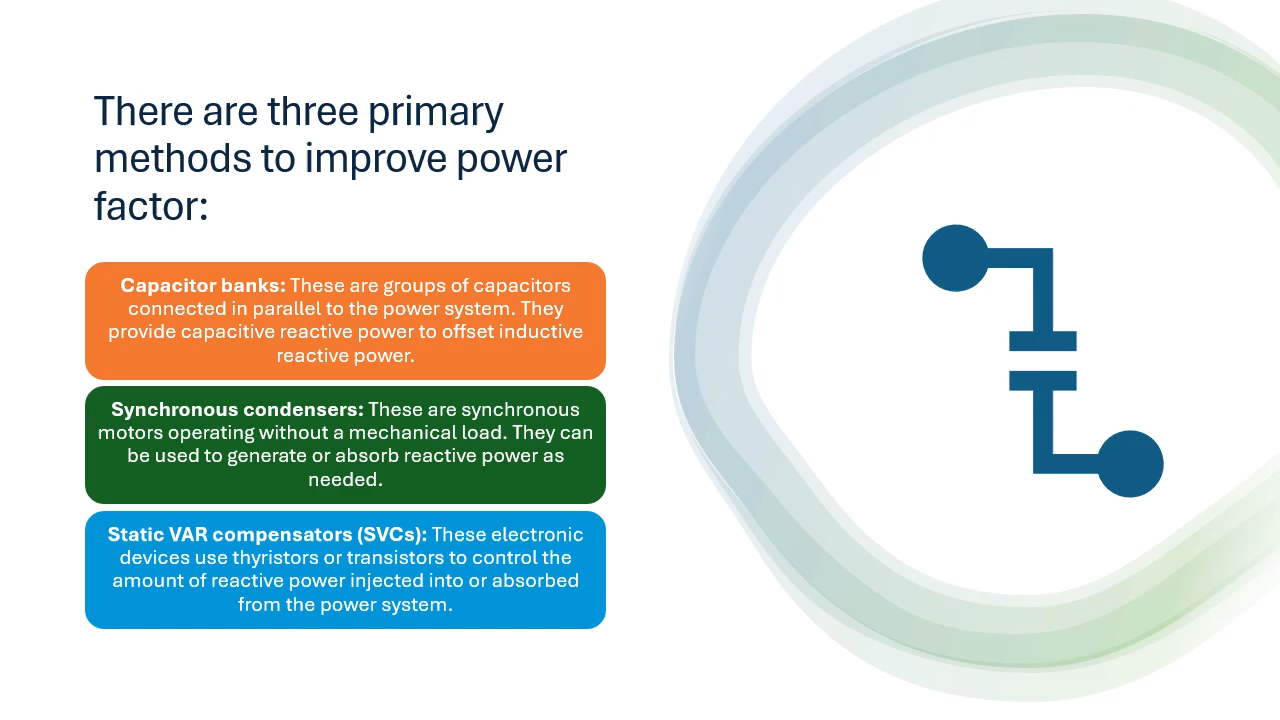 There are three primary
methods to improve power
factor:
Capacitor banks: These are groups of capacitors
connected in parallel to the power system. They
provide capacitive reactive power to offset inductive
reactive power.
Synchronous condensers: These are synchronous
motors operating without a mechanical load. They can
be used to generate or absorb reactive power as
needed.
Static VAR compensators (SVCs): These electronic
devices use thyristors or transistors to control the
amount of reactive power injected into or absorbed
from the power system.